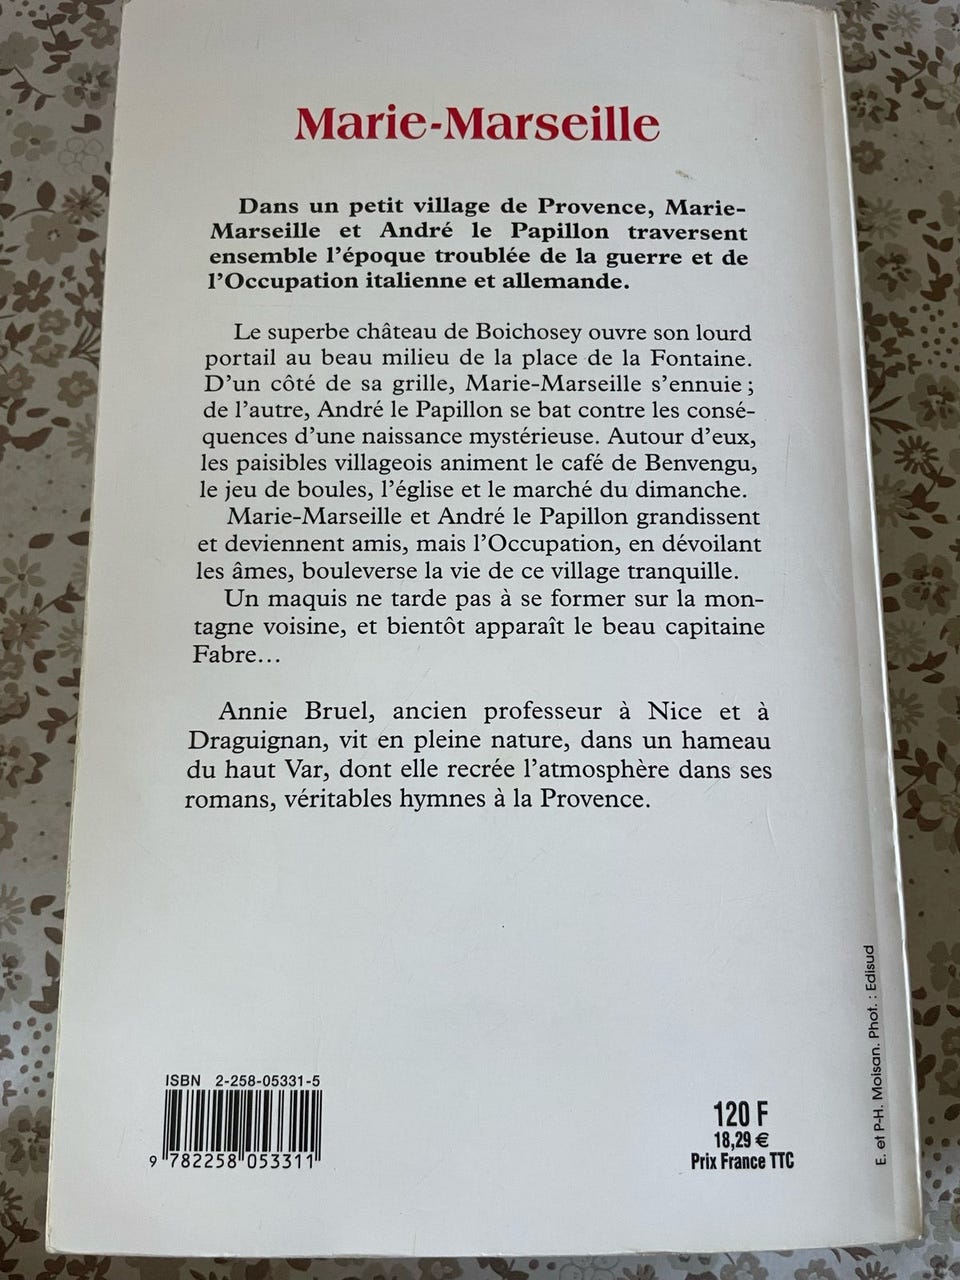 Marie-Marseille
Dans un petit village de Provence, Marie-
Marseille et André le Papillon traversent
ensemble l'époque troublée de la guerre et de
l'Occupation italienne et allemande.
Le superbe château de Boichosey ouvre son lourd
portail au beau milieu de la place de la Fontaine.
D'un côté de sa grille, Marie-Marseille s'ennuie ;
de l'autre, André le Papillon se bat contre les consé-
quences d'une naissance mystérieuse. Autour d'eux,
les paisibles villageois animent le café de Benvengu,
le jeu de boules, l'église et le marché du dimanche.
Marie-Marseille et André le Papillon grandissent
et deviennent amis, mais l'Occupation, en dévoilant
les âmes, bouleverse la vie de ce village tranquille.
Un maquis ne tarde pas à se former sur la mon-
tagne voisine, et bientôt apparaît le beau capitaine
Fabre...
Annie Bruel, ancien professeur à Nice et à
Draguignan, vit en pleine nature, dans un hameau
du haut Var, dont elle recrée l'atmosphère dans ses
romans, véritables hymnes à la Provence.
ISBN 2-258-05331-5
9 782258 053311
120 F
18,29 €
Prix France TTC
E. et P-H. Moisan. Phot. : Edisud